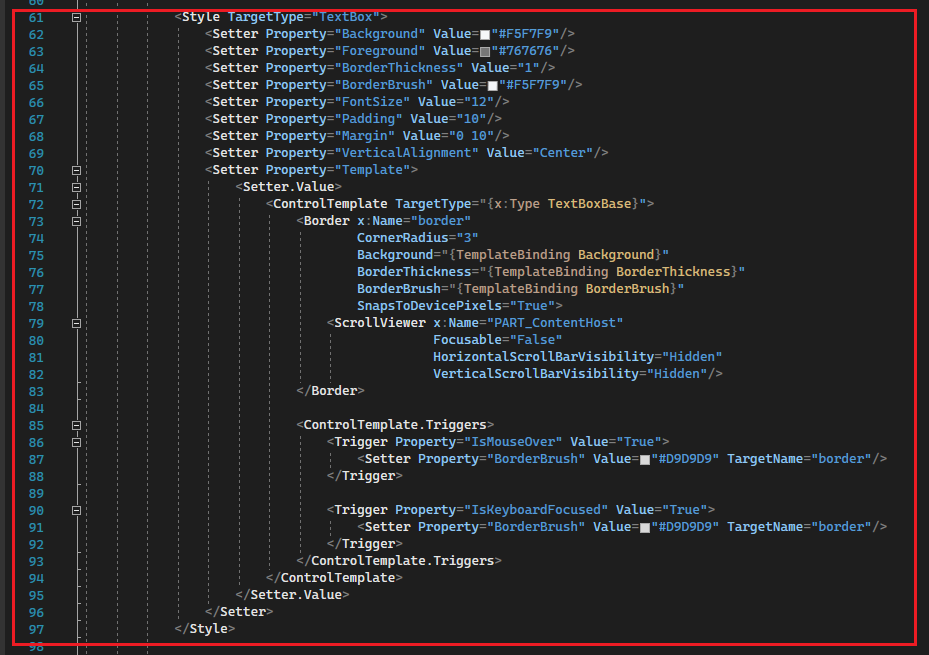 60
61 <Style TargetType="TextBox">
62 <Setter Property="Background" Value="#F5F7F9"/>
63 <Setter Property="Foreground" Value="#767676"/>
64 <Setter Property="BorderThickness" Value="1"/>
65 <Setter Property="BorderBrush" Value="#F5F7F9"/>
66 <Setter Property="FontSize" Value="12"/>
67 <Setter Property="Padding" Value="10"/>
68 <Setter Property="Margin" Value="0 10"/>
69 <Setter Property="VerticalAlignment" Value="Center"/>
70 <Setter Property="Template">
71 <Setter.Value>
72 <ControlTemplate TargetType="{x:Type TextBoxBase}">
73 <Border x:Name="border"
74 CornerRadius="3"
75 Background="{TemplateBinding Background}"
76 BorderThickness="{TemplateBinding BorderThickness}"
77 BorderBrush="{TemplateBinding BorderBrush}"
78 SnapsToDevicePixels="True">
79 <ScrollViewer x:Name="PART_ContentHost"
80 Focusable="False"
81 HorizontalScrollBarVisibility="Hidden"
82 VerticalScrollBarVisibility="Hidden"/>
83 </Border>
84
85 <ControlTemplate.Triggers>
86 <Trigger Property="IsMouseOver" Value="True">
87 <Setter Property="BorderBrush" Value="#D9D9D9" TargetName="border"/>
88 </Trigger>
89
90 <Trigger Property="IsKeyboardFocused" Value="True">
91 <Setter Property="BorderBrush" Value="#D9D9D9" TargetName="border"/>
92 </Trigger>
93 </ControlTemplate.Triggers>
94 </ControlTemplate>
95 </Setter.Value>
96 </Setter>
97 </Style>
98